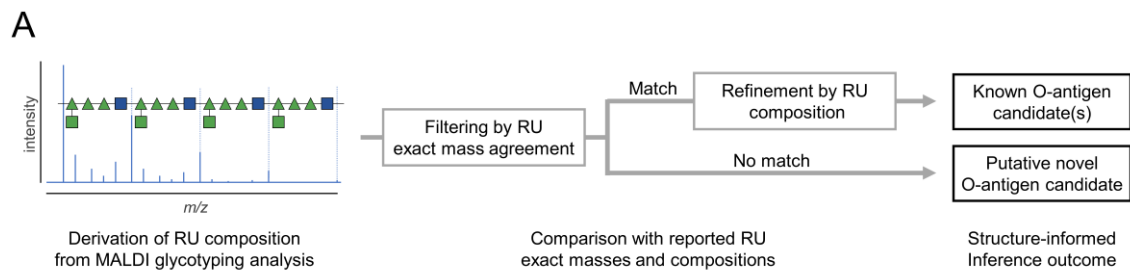 A
intensity
m/z
Derivation of RU composition
from MALDI glycotyping analysis
Filtering by RU
exact mass agreement
Match
Refinement by RU
composition
No match
Comparison with reported RU
exact masses and compositions
Known O-antigen
candidate(s)
Putative novel
O-antigen candidate
Structure-informed
Inference outcome